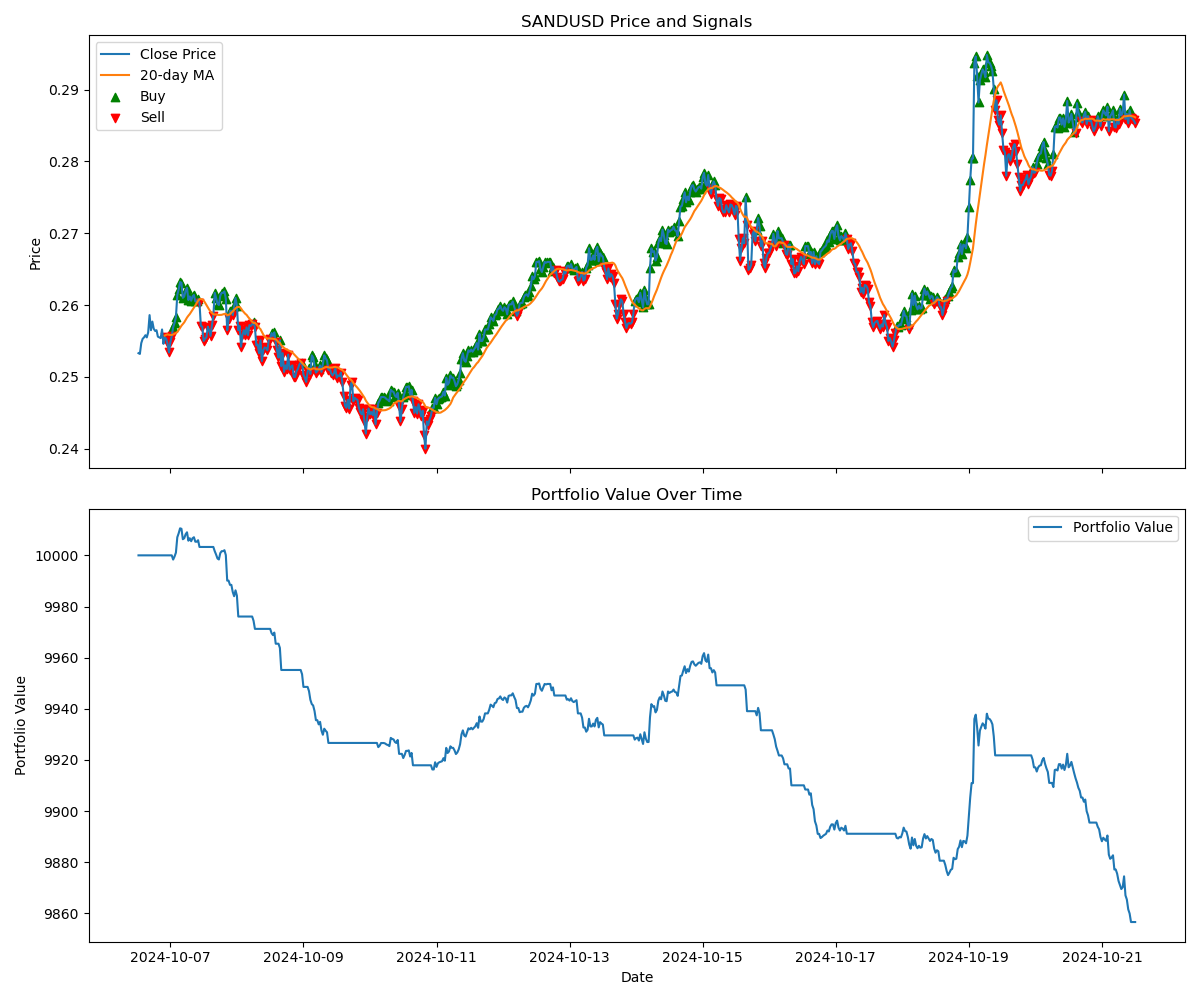 SANDUSD Price and Signals
Close Price
20-day MA
Buy
Sell
0.29
0.28
0.27
0.26
0.25
0.24
Price
Portfolio Value Over Time
Portfolio Value
10000
9980
9960
9940
9920
9900
9880
9860
Portfolio Value
2024-10-07
2024-10-09
2024-10-11
2024-10-13
2024-10-15
2024-10-17
2024-10-19
2024-10-21
Date